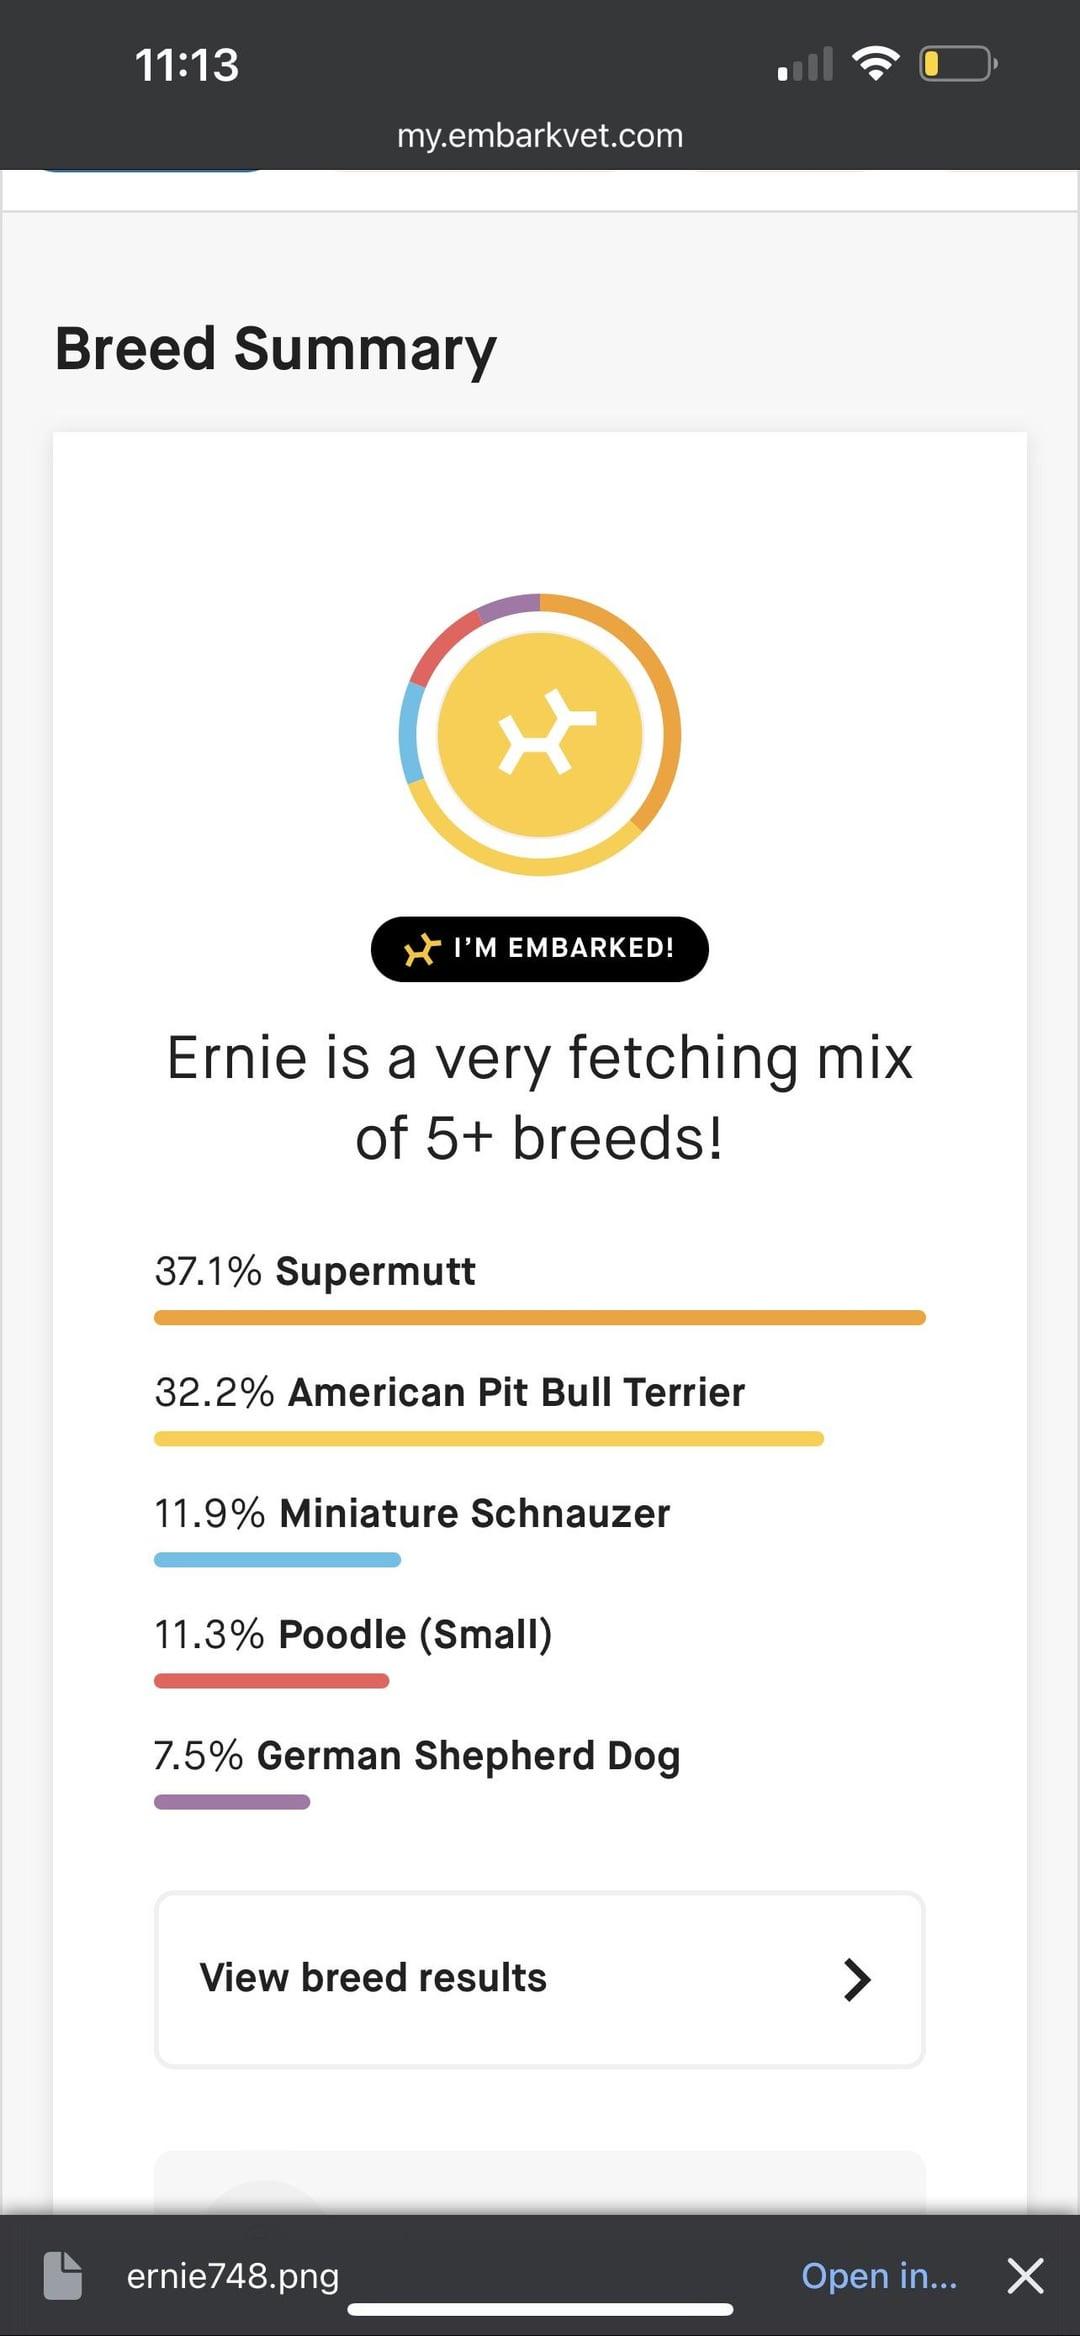 11:13
my.embarkvet.com
Breed Summary
I’M EMBARKED!
Ernie is a very fetching mix
of 5+ breeds!
37.1% Supermutt
32.2% American Pit Bull Terrier
11.9% Miniature Schnauzer
11.3% Poodle (Small)
7.5% German Shepherd Dog
View breed results
ernie748.png
Open in...